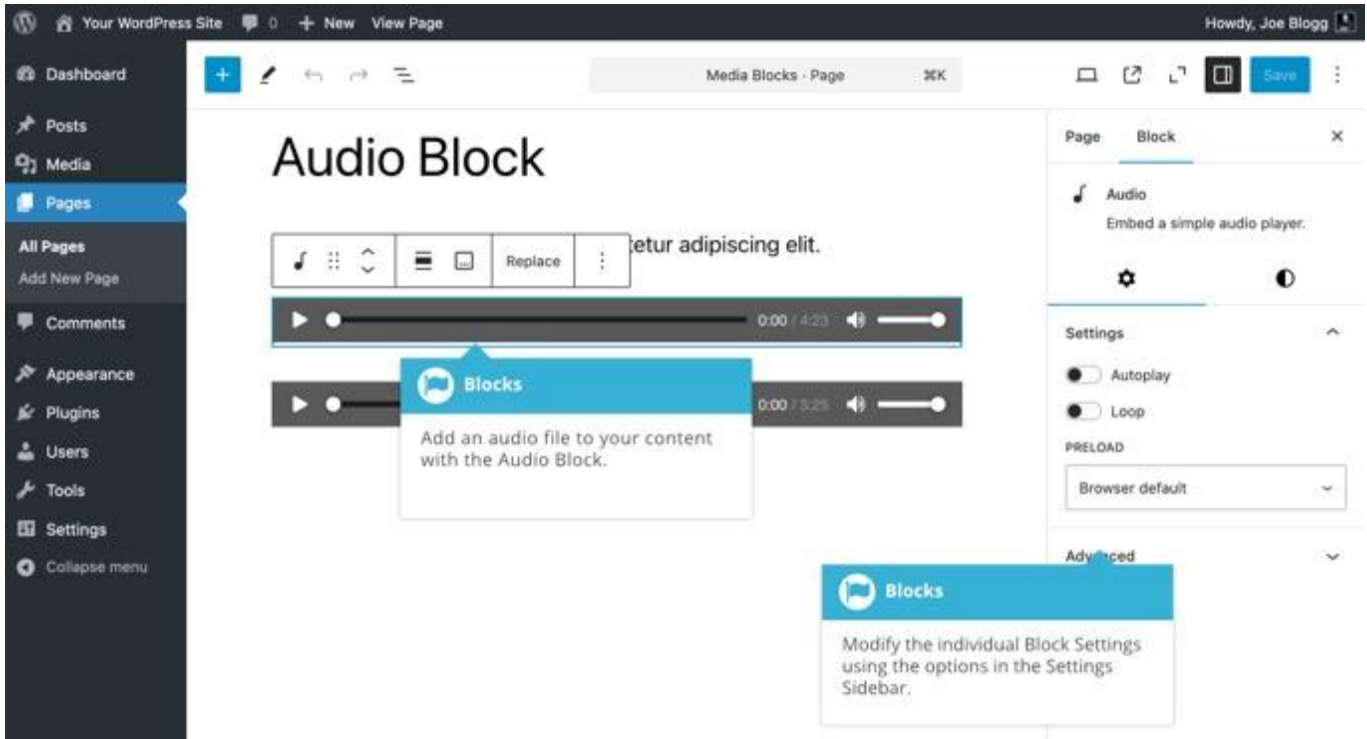 Your WordPress Site 0 + New View Page
Howdy, Joe Blogg
Dashboard
Posts
Media
Pages
All Pages
Add New Page
Comments
Appearance
Plugins
Users
Tools
Settings
Collapse menu
Media Blocks · Page ⌘K
Save
Audio Block
tetur adipiscing elit.
Replace
0:00 / 4:23
0:00 / 3:25
Blocks
Add an audio file to your content
with the Audio Block.
Page Block
Audio
Embed a simple audio player.
Settings
Autoplay
Loop
PRELOAD
Browser default
Advanced
Blocks
Modify the individual Block Settings
using the options in the Settings
Sidebar.